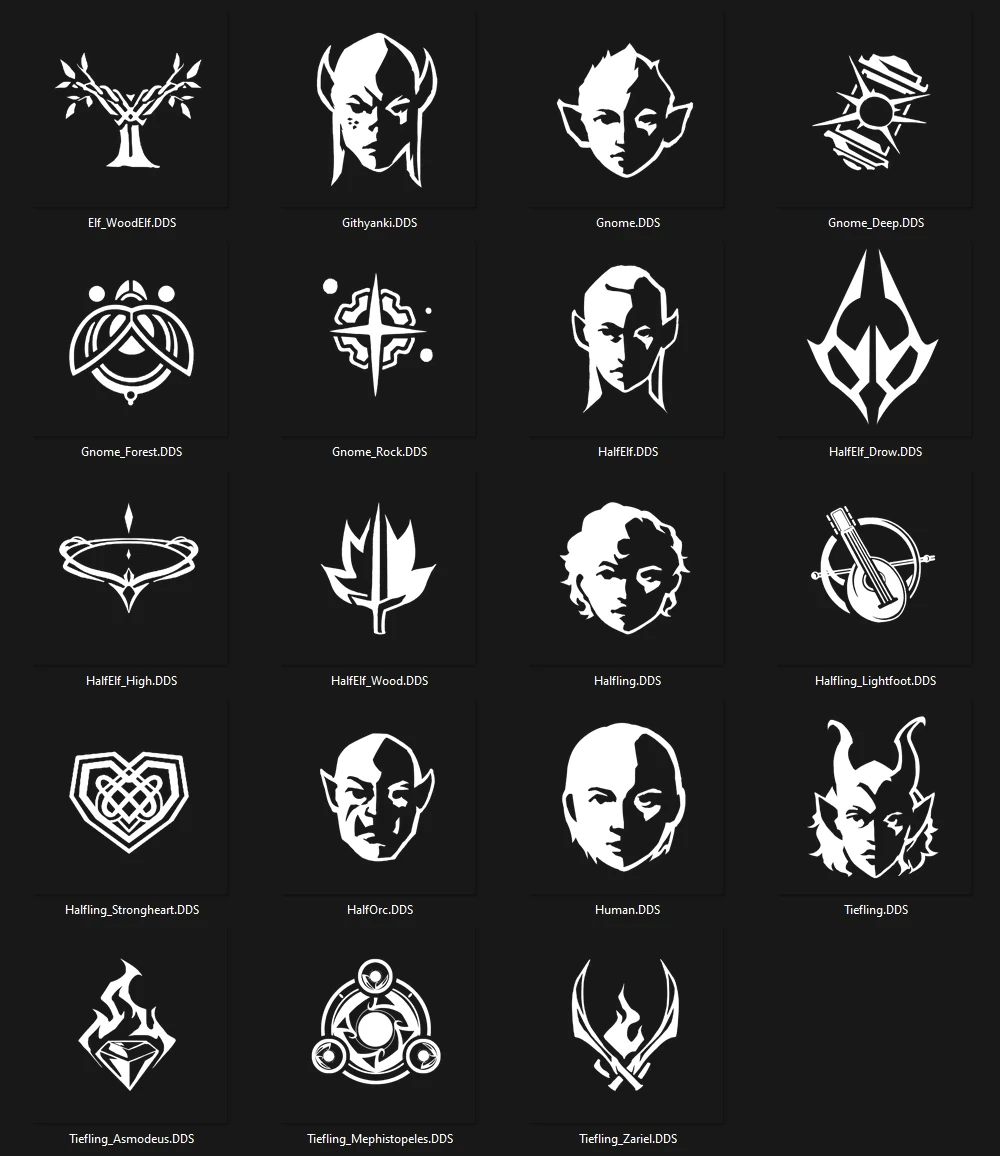 Elf_WoodElf.DDS
Githyanki.DDS
Gnome.DDS
Gnome_Deep.DDS
Gnome_Forest.DDS
Gnome_Rock.DDS
HalfElf.DDS
HalfElf_Drow.DDS
HalfElf_High.DDS
HalfElf_Wood.DDS
Halfling.DDS
Halfling_Lightfoot.DDS
Halfling_Strongheart.DDS
HalfOrc.DDS
Human.DDS
Tiefling.DDS
Tiefling_Asmodeus.DDS
Tiefling_Mephistopeles.DDS
Tiefling_Zariel.DDS